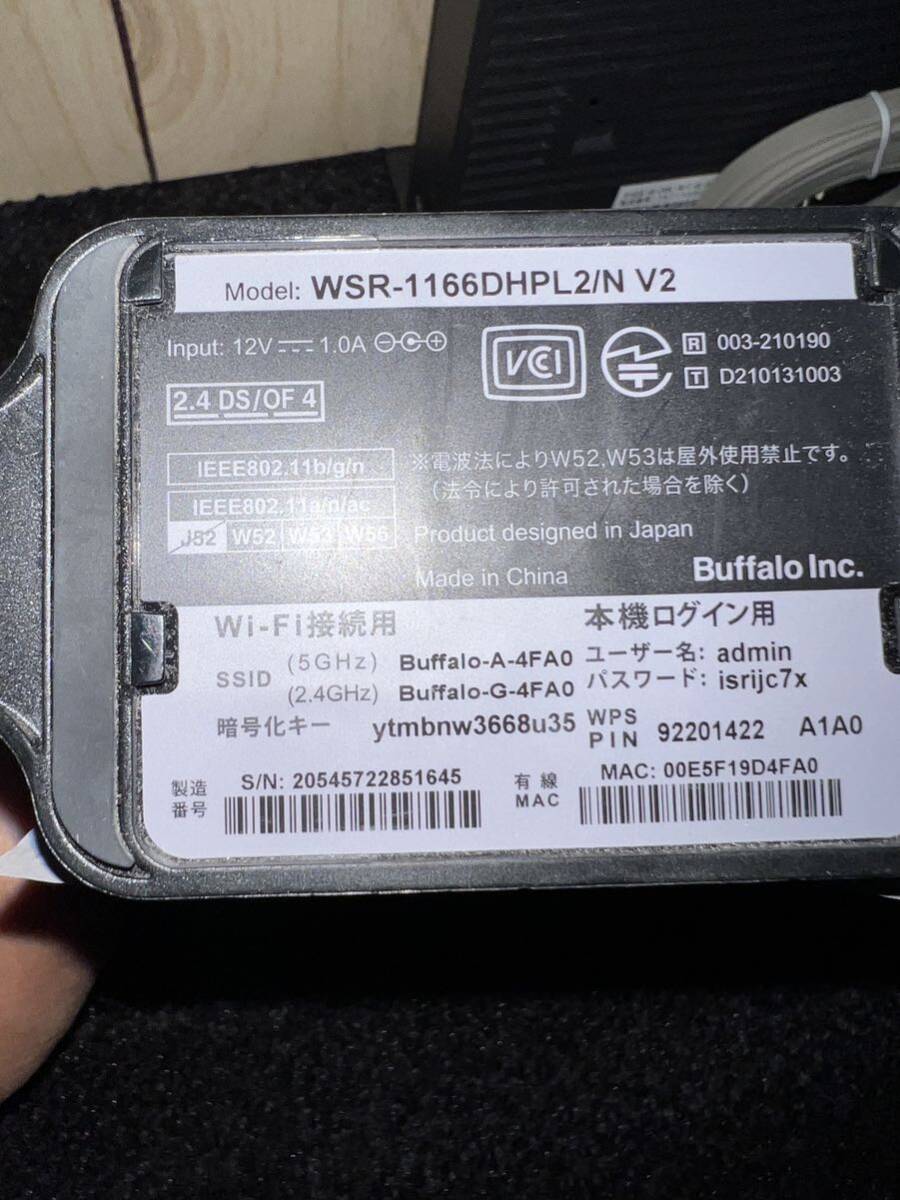 Model: WSR-1166DHPL2/N V2
Input: 12V 1.0A
VCCI
R 003-210190
T D210131003
2.4 DS/OF 4
IEEE802.11b/g/n
IEEE802.11a/n/ac
J52 W52 W53 W56
※電波法によりW52,W53は屋外使用禁止です。
(法令により許可された場合を除く)
Product designed in Japan
Made in China
Buffalo Inc.
Wi-Fi接続用
SSID (5GHz) Buffalo-A-4FA0
(2.4GHz) Buffalo-G-4FA0
暗号化キー ytmbnw3668u35
本機ログイン用
ユーザー名: admin
パスワード: isrijc7x
WPS PIN 92201422 A1A0
製造番号 S/N: 20545722851645
有線MAC MAC: 00E5F19D4FA0